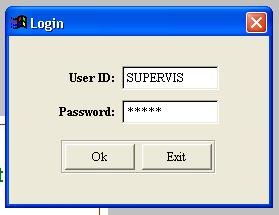 Login
User ID: SUPERVIS
Password: *****
Ok Exit